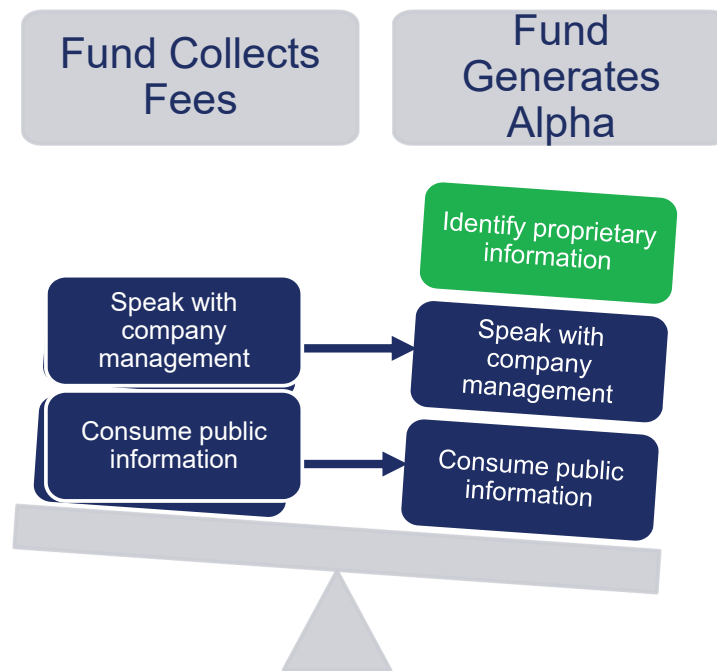 Fund Collects
Fees
Fund
Generates
Alpha
Identify proprietary
information
Speak with
company
management
Speak with
company
management
Consume public
information
Consume public
information